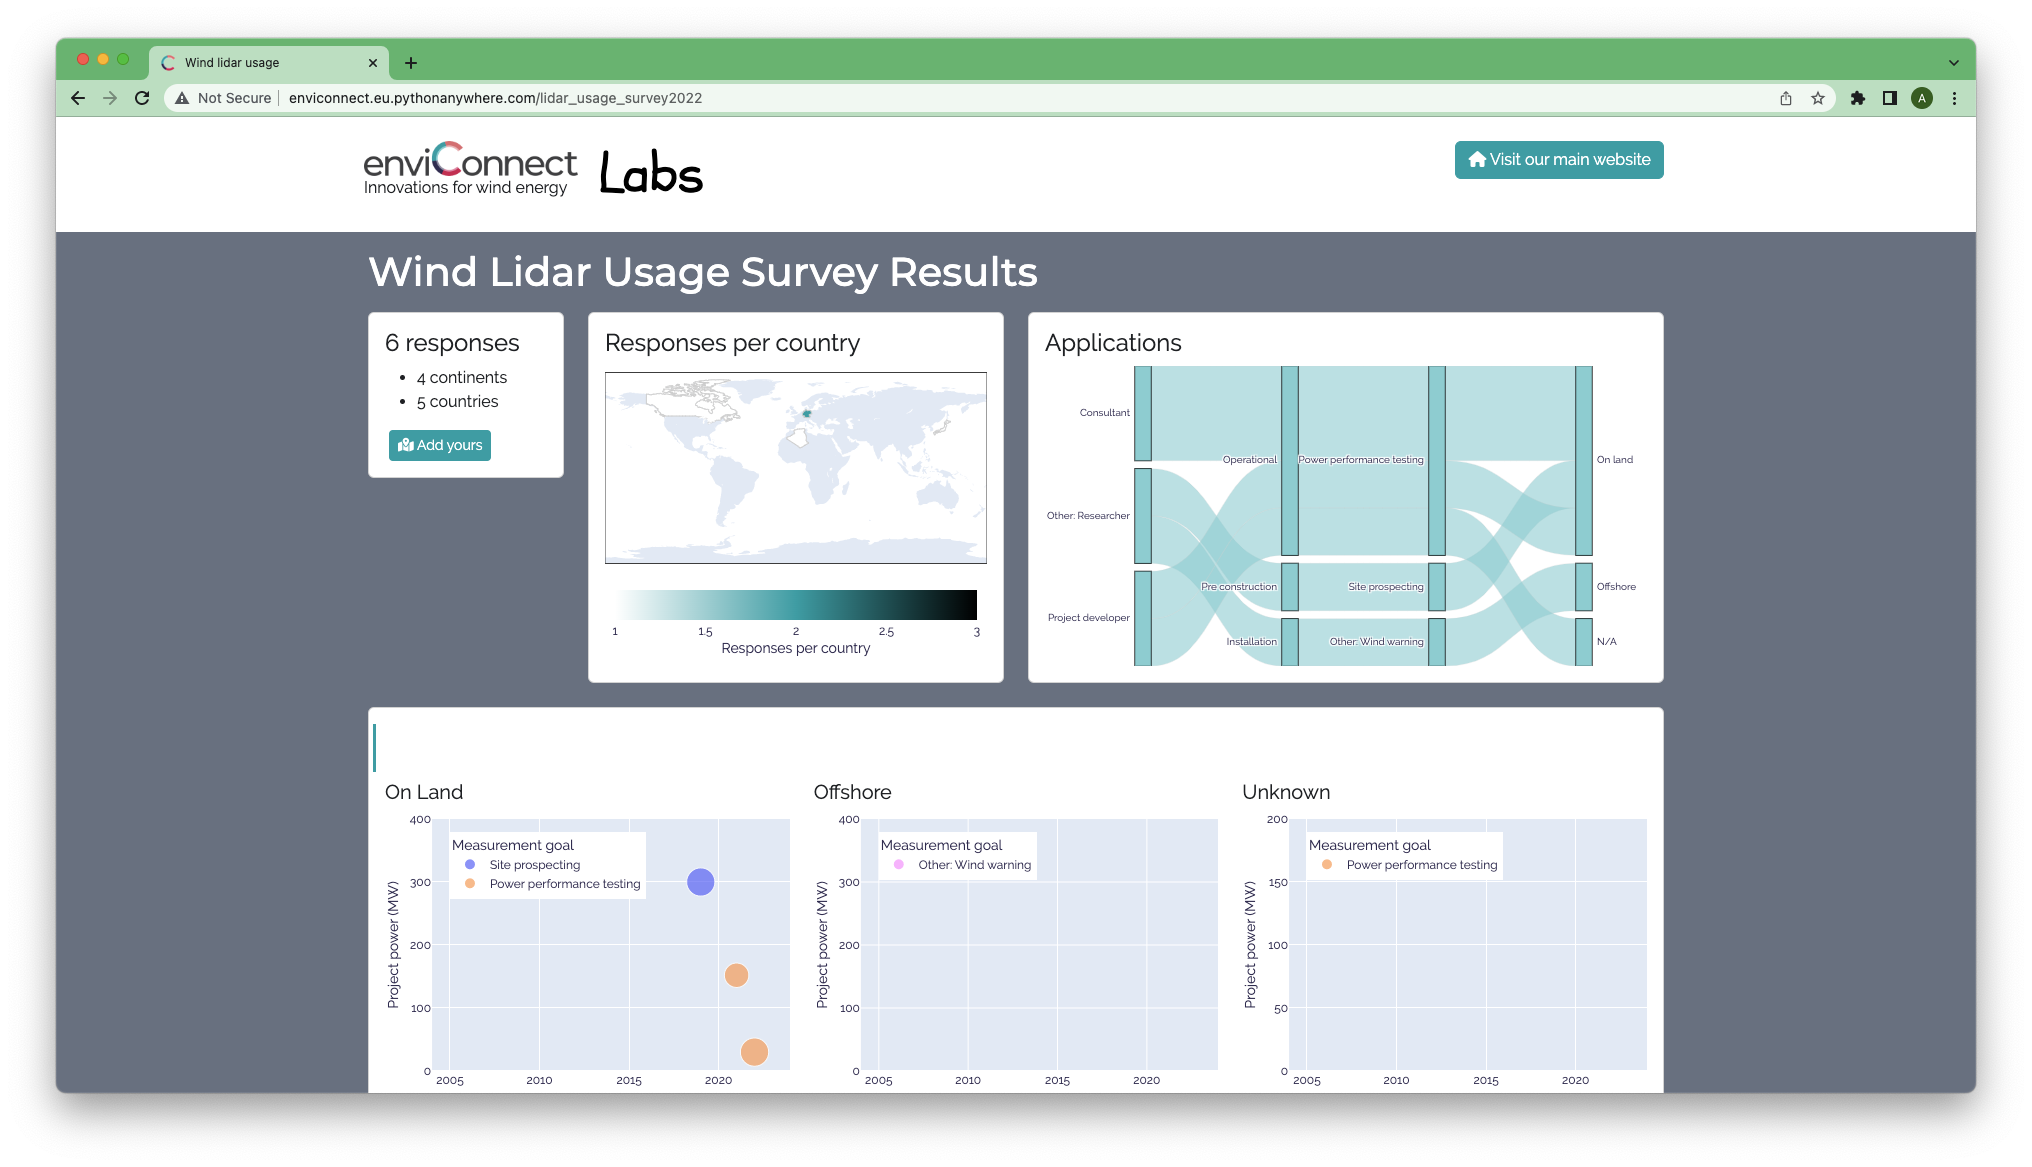 Wind lidar usage
Not Secure
enviconnect.eu.pythonanywhere.com/lidar_usage_survey2022
A
enviConnect
Innovations for wind energy
Labs
Visit our main website
Wind Lidar Usage Survey Results
6 responses
4 continents
5 countries
Add yours
Responses per country
1 1.5 2 2.5 3
Responses per country
Applications
Consultant
Other: Researcher
Project developer
Operational
Pre construction
Installation
Power performance testing
Site prospecting
Other: Wind warning
On land
Offshore
N/A
On Land
400
300
200
100
0
Project power (MW)
Measurement goal
Site prospecting
Power performance testing
2005 2010 2015 2020
Offshore
400
300
200
100
0
Project power (MW)
Measurement goal
Other: Wind warning
2005 2010 2015 2020
Unknown
200
150
100
50
0
Project power (MW)
Measurement goal
Power performance testing
2005 2010 2015 2020